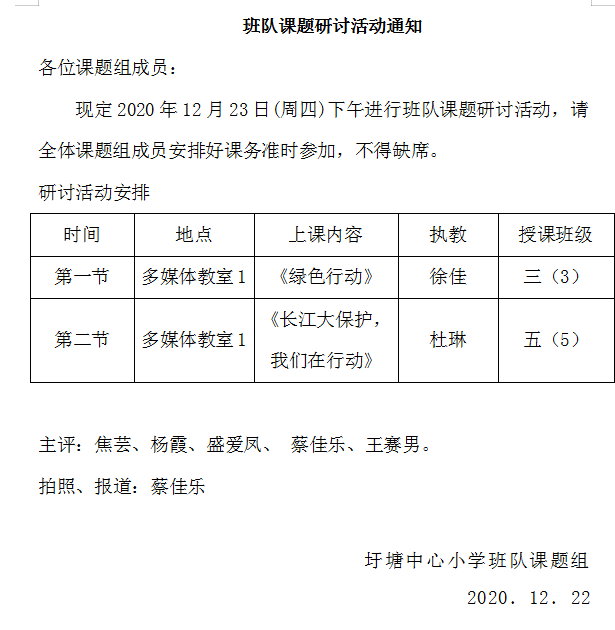 班队课题研讨活动通知
各位课题组成员：
现定 2020 年 12 月 23 日(周四)下午进行班队课题研讨活动，请
全体课题组成员安排好课务准时参加，不得缺席。
研讨活动安排
时间 地点 上课内容 执教 授课班级
第一节 多媒体教室 1 《绿色行动》 徐佳 三（3）
第二节 多媒体教室 1 《长江大保护， 我们在行动》 杜琳 五（5）
主评：焦芸、杨霞、盛爱凤、 蔡佳乐、王赛男。
拍照、报道：蔡佳乐
圩塘中心小学班队课题组
2020．12．22